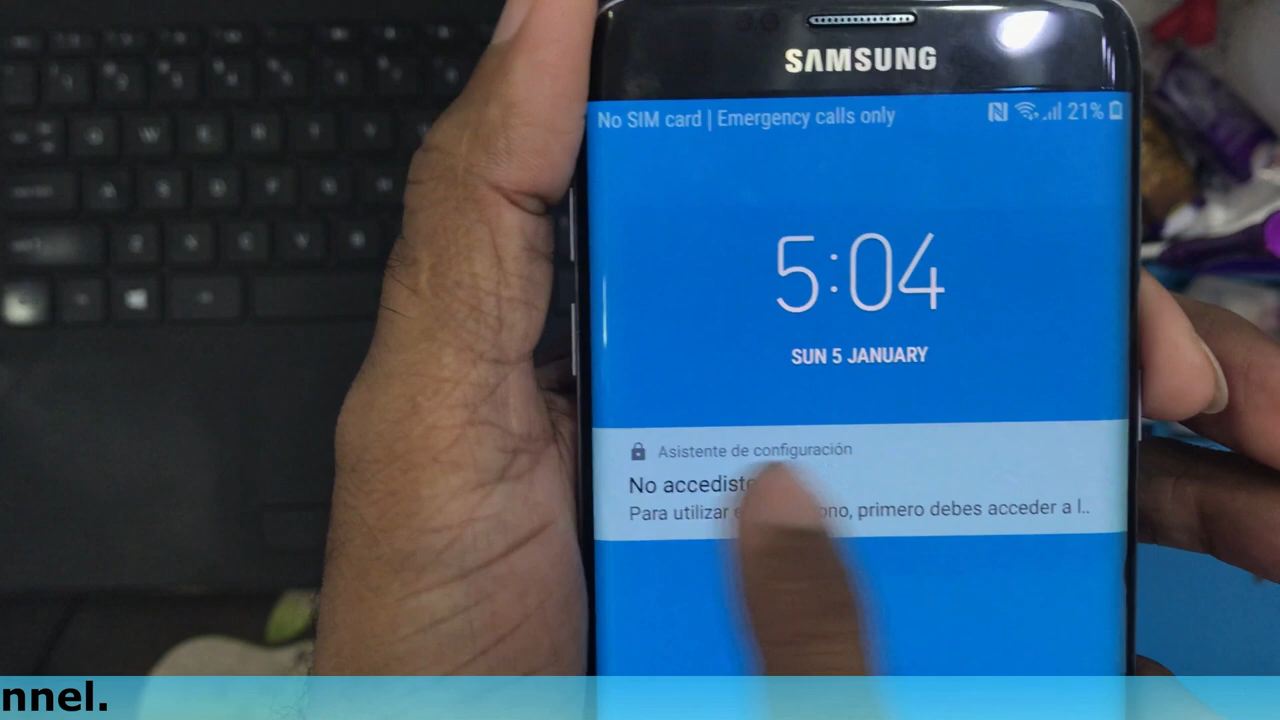 SAMSUNG
No SIM card | Emergency calls only
21%
5:04
SUN 5 JANUARY
Asistente de configuración
No accediste
Para utilizar ono, primero debes acceder a l..
nnel.